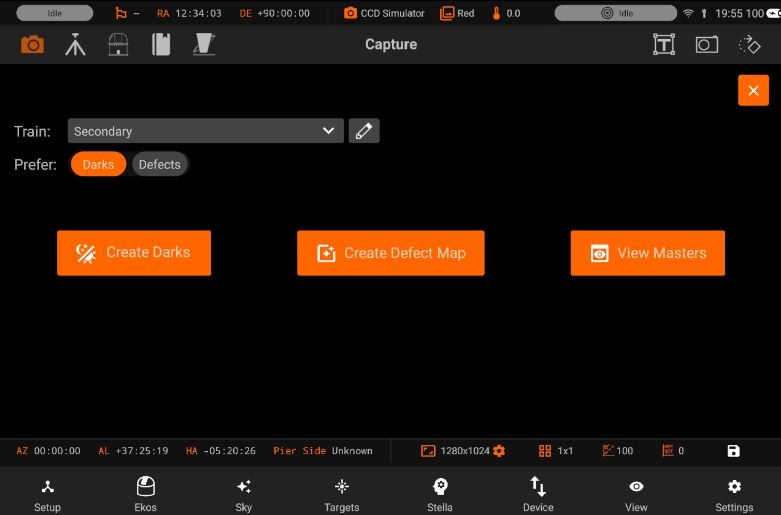 Idle – RA 12:34:03 DE +90:00:00 CCD Simulator Red 0.0 Idle 19:55 100
Capture
Train: Secondary
Prefer: Darks Defects
Create Darks Create Defect Map View Masters
AZ 00:00:00 AL +37:25:19 HA -05:20:26 Pier Side Unknown 1280x1024 1x1 100 0
Setup Ekos Sky Targets Stella Device View Settings